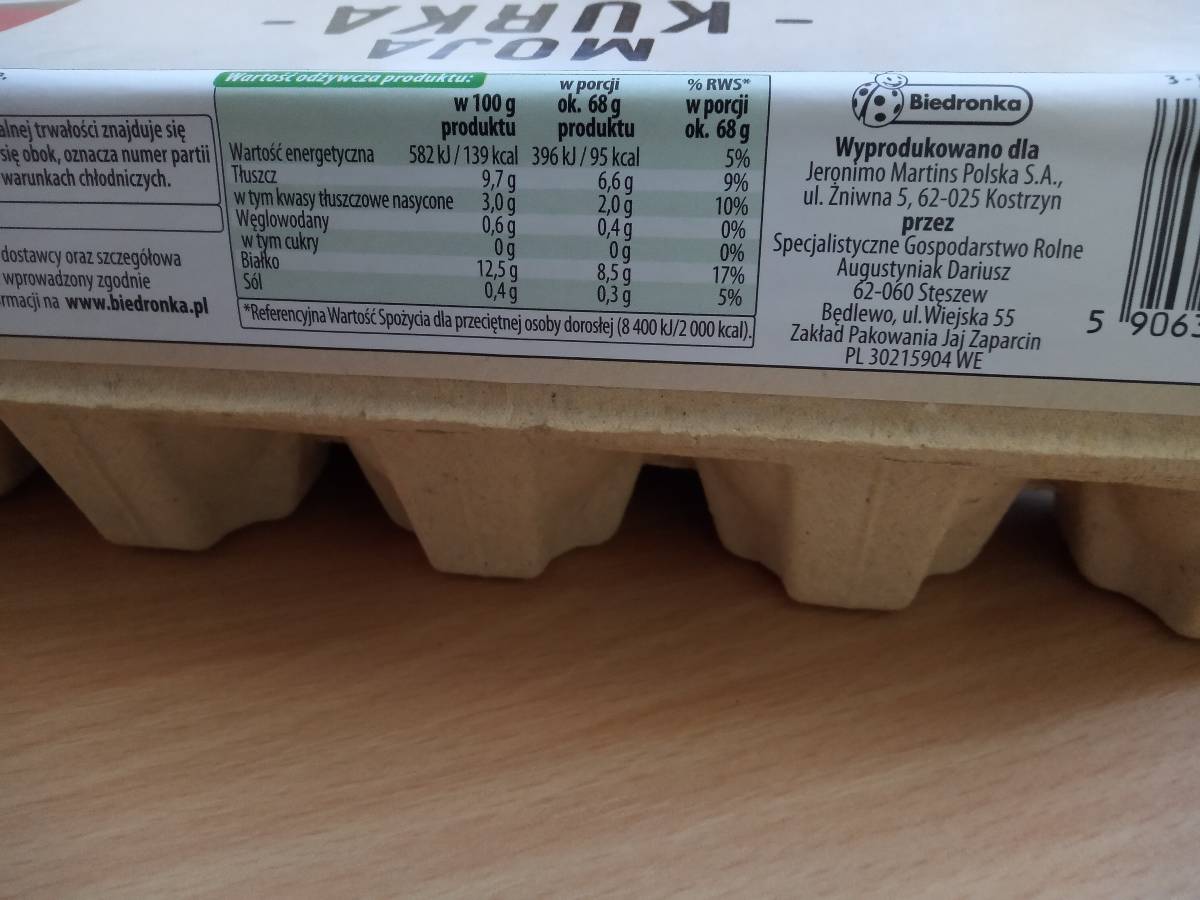 MOJA
- KURKA -
alnej trwałości znajduje się
się obok, oznacza numer partii
warunkach chłodniczych.
dostawcy oraz szczegółowa
wprowadzony zgodnie
rmacji na www.biedronka.pl
Wartość odżywcza produktu:
w 100 g produktu
w porcji ok. 68 g produktu
% RWS* w porcji ok. 68 g
Wartość energetyczna 582 kJ / 139 kcal 396 kJ / 95 kcal 5%
Tłuszcz 9,7 g 6,6 g 9%
w tym kwasy tłuszczowe nasycone 3,0 g 2,0 g 10%
Węglowodany 0,6 g 0,4 g 0%
w tym cukry 0 g 0 g 0%
Białko 12,5 g 8,5 g 17%
Sól 0,4 g 0,3 g 5%
*Referencyjna Wartość Spożycia dla przeciętnej osoby dorosłej (8 400 kJ/2 000 kcal).
Biedronka
Wyprodukowano dla
Jeronimo Martins Polska S.A.,
ul. Żniwna 5, 62-025 Kostrzyn
przez
Specjalistyczne Gospodarstwo Rolne
Augustyniak Dariusz
62-060 Stęszew
Będlewo, ul.Wiejska 55
Zakład Pakowania Jaj Zaparcin
PL 30215904 WE
5 9063